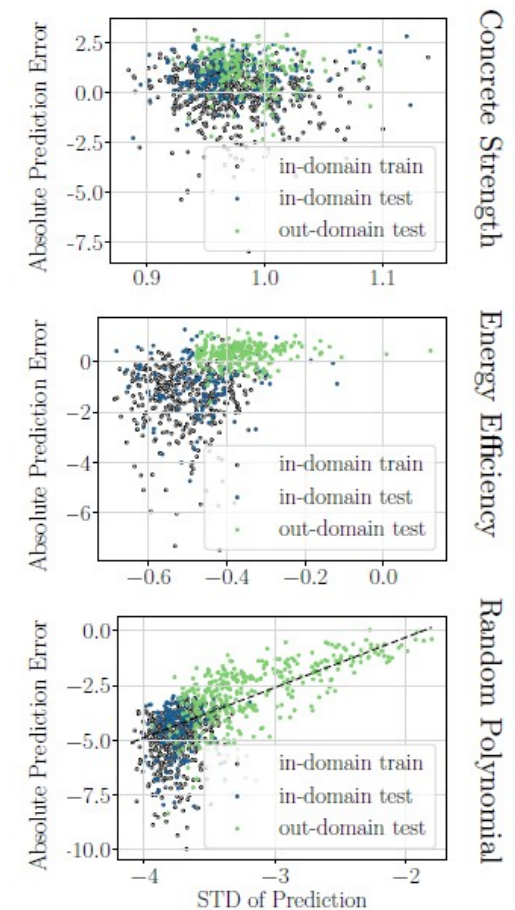 Concrete Strength
Absolute Prediction Error
2.5
0.0
-2.5
-5.0
-7.5
in-domain train
in-domain test
out-domain test
0.9 1.0 1.1
Energy Efficiency
Absolute Prediction Error
0
−2
−4
−6
in-domain train
in-domain test
out-domain test
−0.6 −0.4 −0.2 0.0
Random Polynomial
Absolute Prediction Error
0.0
-2.5
-5.0
-7.5
-10.0
in-domain train
in-domain test
out-domain test
−4 −3 −2
STD of Prediction